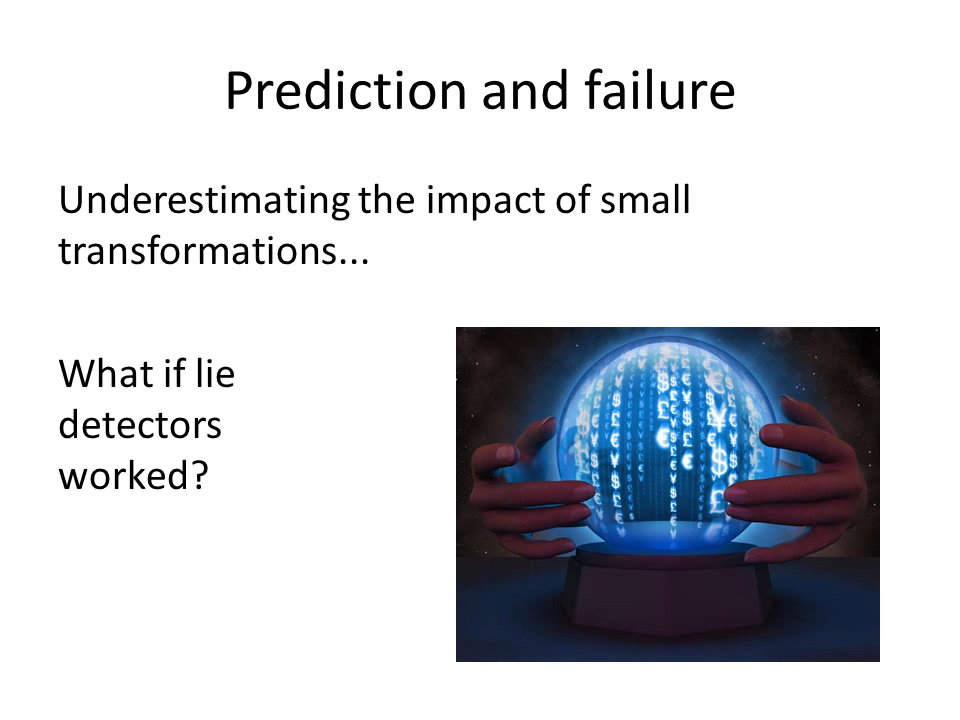 Prediction and failure
Underestimating the impact of small
transformations...
What if lie
detectors
worked?